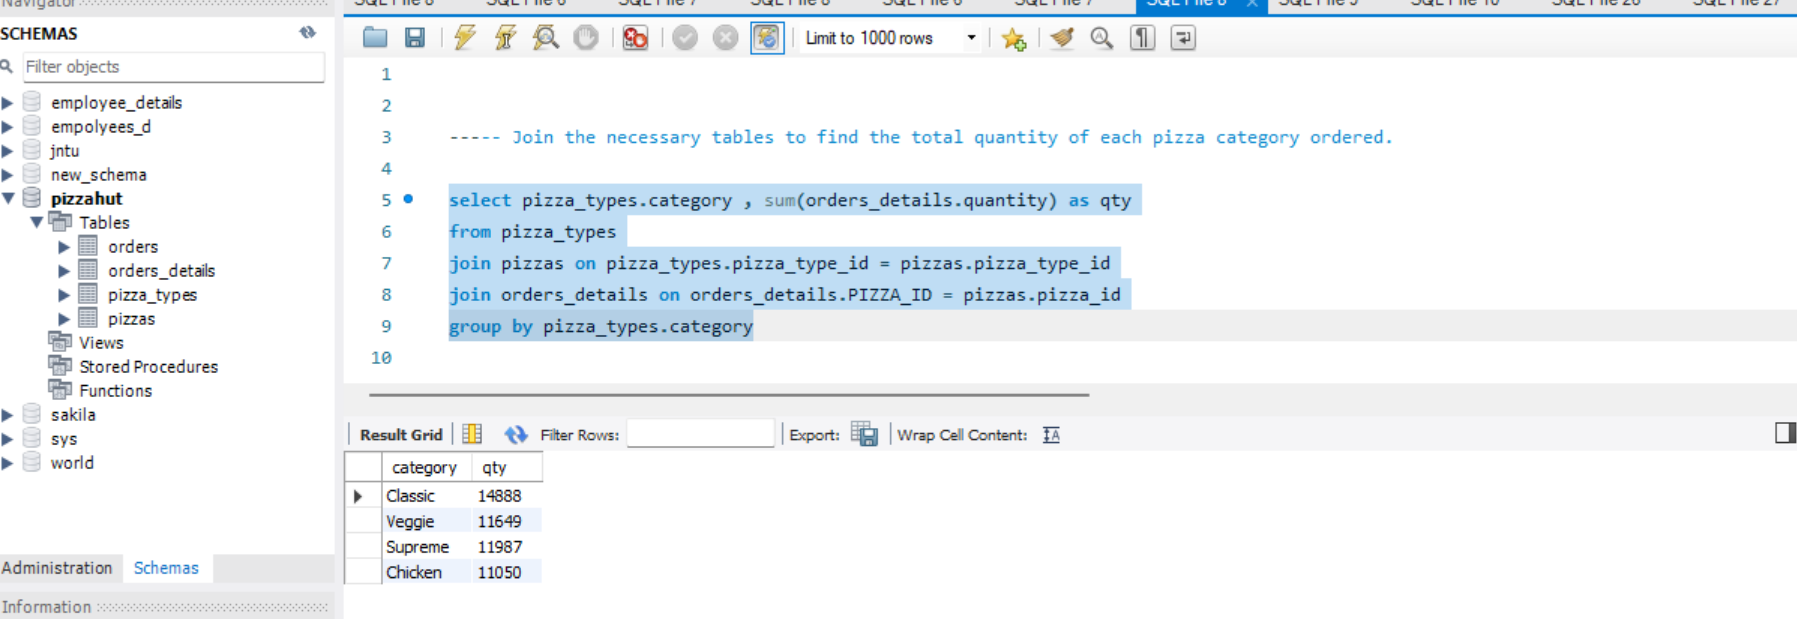 Navigator
SCHEMAS
Filter objects
employee_details
empolyees_d
jntu
new_schema
pizzahut
Tables
orders
orders_details
pizza_types
pizzas
Views
Stored Procedures
Functions
sakila
sys
world
Administration Schemas
Information
Limit to 1000 rows
1
2
3 ----- Join the necessary tables to find the total quantity of each pizza category ordered.
4
5 select pizza_types.category , sum(orders_details.quantity) as qty
6 from pizza_types
7 join pizzas on pizza_types.pizza_type_id = pizzas.pizza_type_id
8 join orders_details on orders_details.PIZZA_ID = pizzas.pizza_id
9 group by pizza_types.category
10
Result Grid Filter Rows: Export: Wrap Cell Content:
category qty
Classic 14888
Veggie 11649
Supreme 11987
Chicken 11050